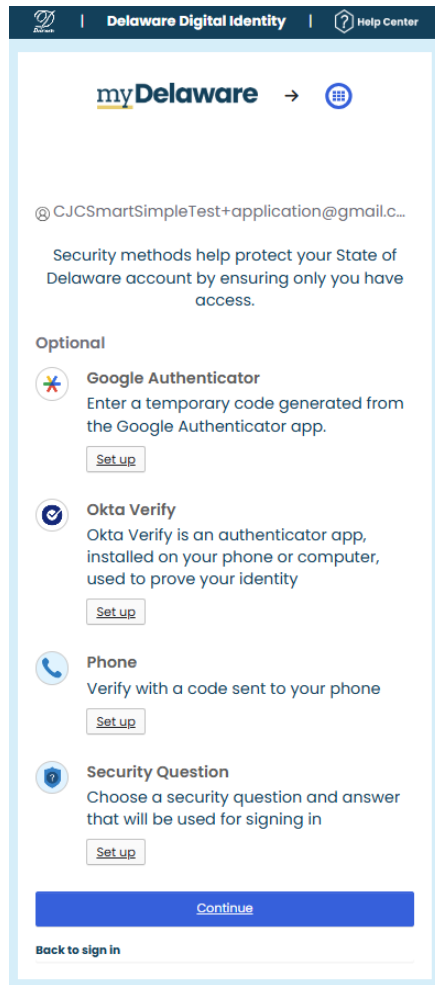 Delaware Digital Identity | Help Center
myDelaware
CJCSmartSimpleTest+application@gmail.c...
Security methods help protect your State of
Delaware account by ensuring only you have
access.
Optional
Google Authenticator
Enter a temporary code generated from
the Google Authenticator app.
Set up
Okta Verify
Okta Verify is an authenticator app,
installed on your phone or computer,
used to prove your identity
Set up
Phone
Verify with a code sent to your phone
Set up
Security Question
Choose a security question and answer
that will be used for signing in
Set up
Continue
Back to sign in